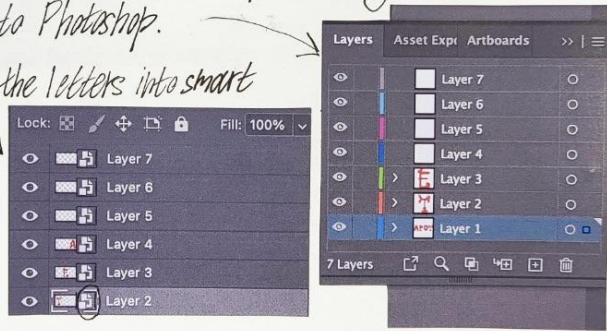 to Photoshop.
the letters into smart
Lock: Fill: 100%
Layer 7
Layer 6
Layer 5
Layer 4
Layer 3
Layer 2
Layers Asset Expo Artboards >>
Layer 7
Layer 6
Layer 5
Layer 4
E Layer 3
T Layer 2
Layer 1
7 Layers